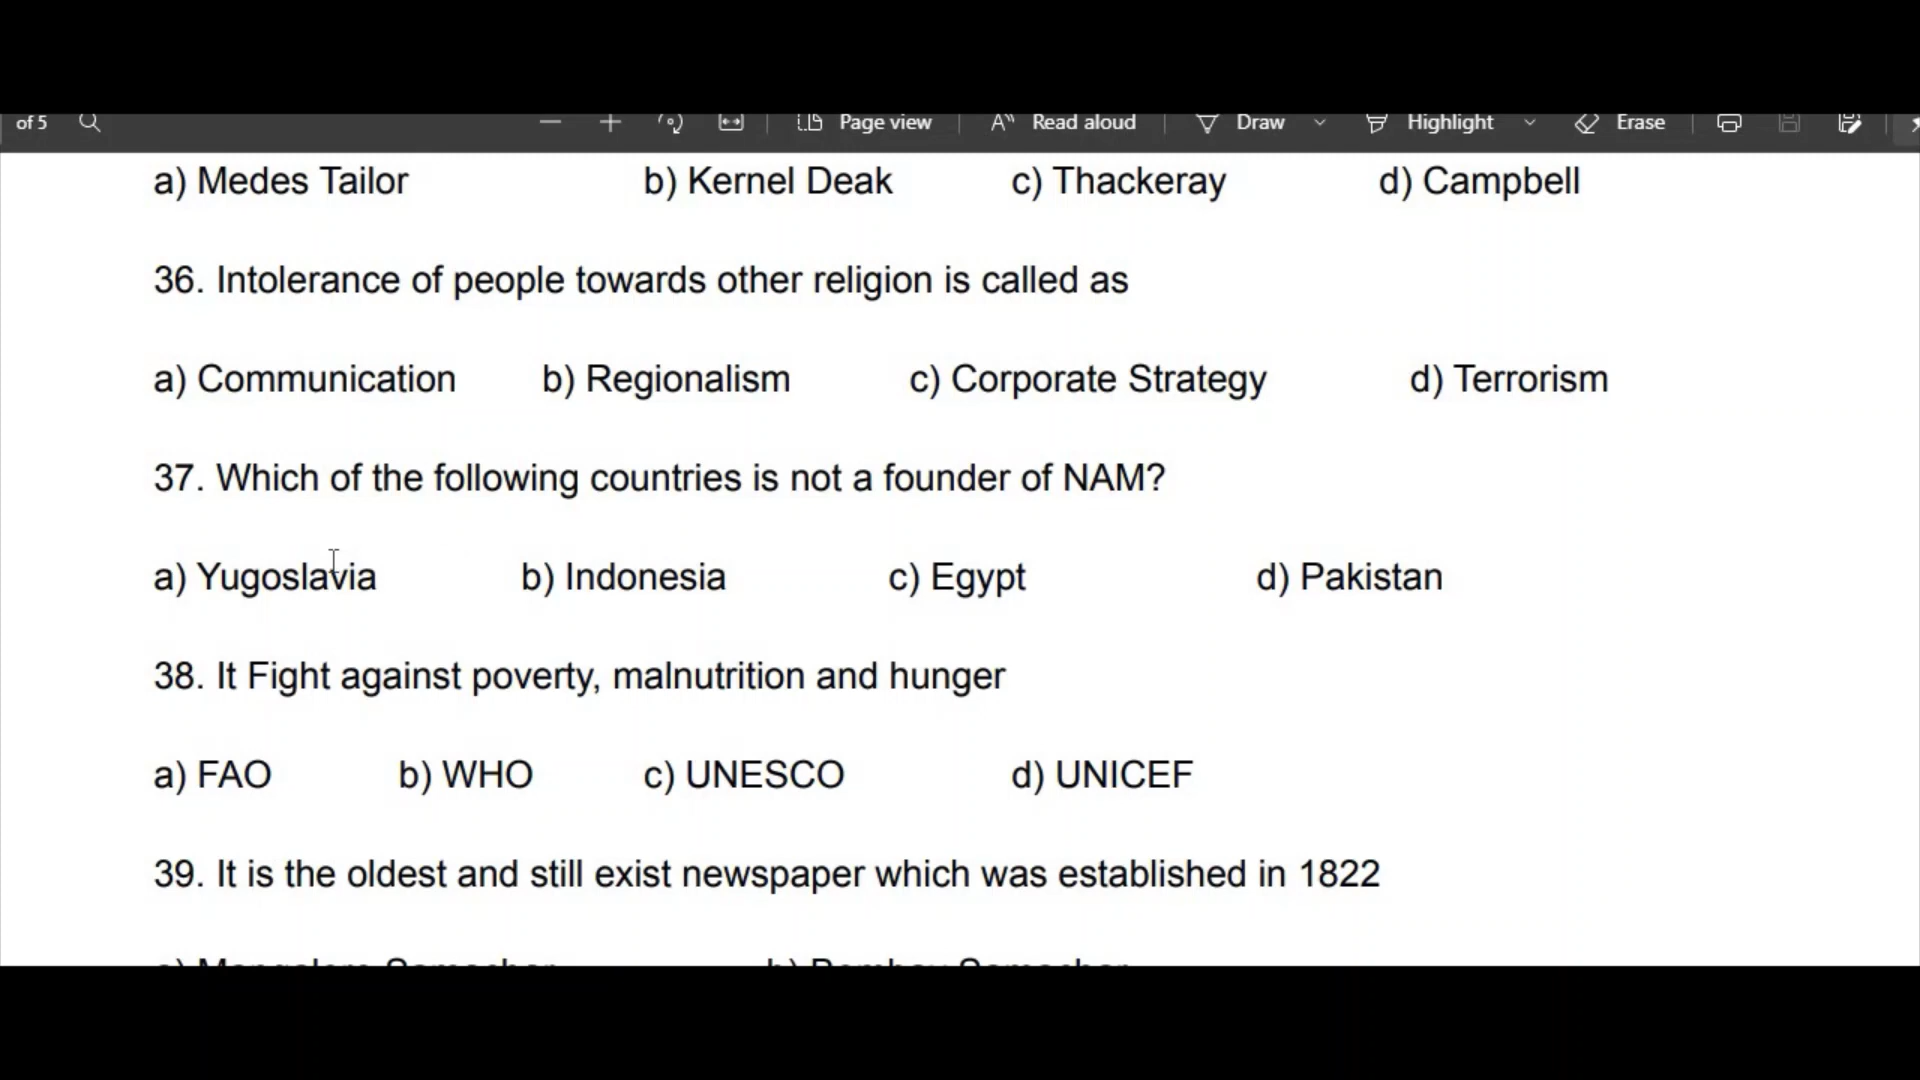 of 5 Page view Read aloud Draw Highlight Erase
a) Medes Tailor b) Kernel Deak c) Thackeray d) Campbell
36. Intolerance of people towards other religion is called as
a) Communication b) Regionalism c) Corporate Strategy d) Terrorism
37. Which of the following countries is not a founder of NAM?
a) Yugoslavia b) Indonesia c) Egypt d) Pakistan
38. It Fight against poverty, malnutrition and hunger
a) FAO b) WHO c) UNESCO d) UNICEF
39. It is the oldest and still exist newspaper which was established in 1822